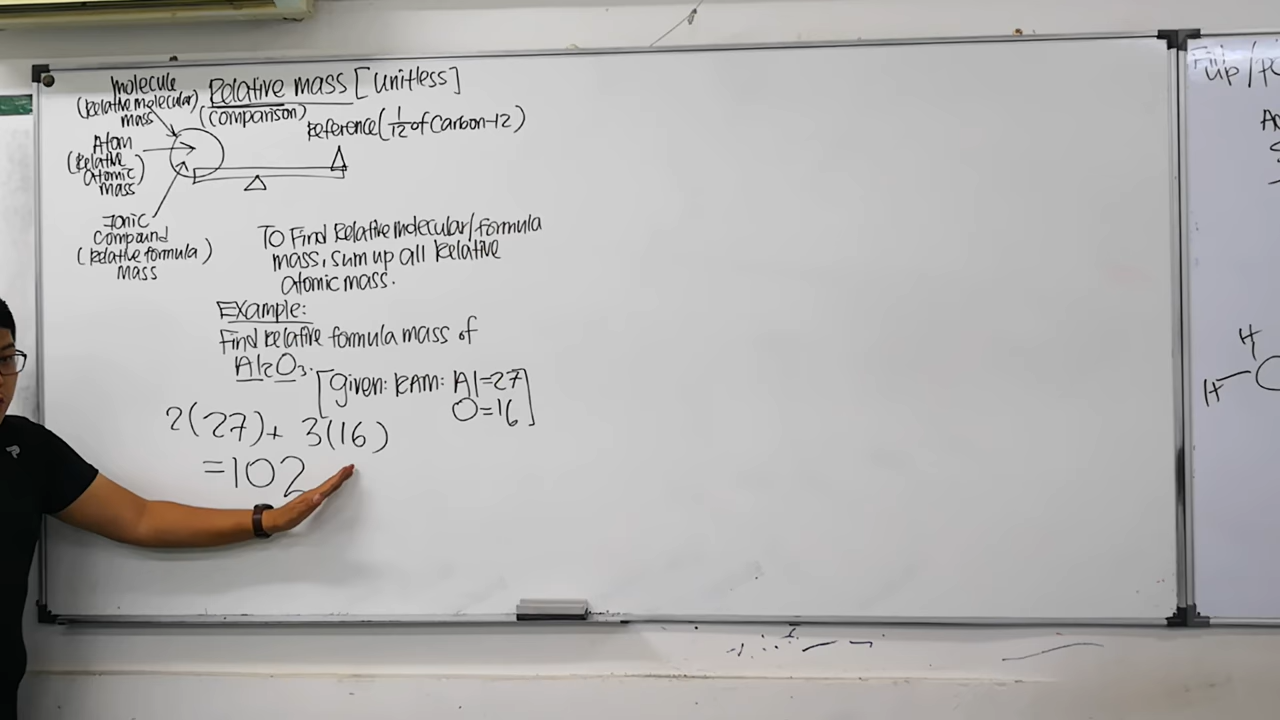 molecule
(Relative molecular)
mass
Relative mass [unitless]
(comparison)
Reference (1/12 of Carbon-12)
Atom
(Relative
atomic)
mass
Ionic
compound
(Relative formula)
mass
To Find Relative molecular/formula
mass, sum up all Relative
atomic mass.
Example:
Find Relative formula mass of
Al2O3.
[Given: RAM: Al=27
O=16]
2(27)+ 3(16)
=102
up /
H
H